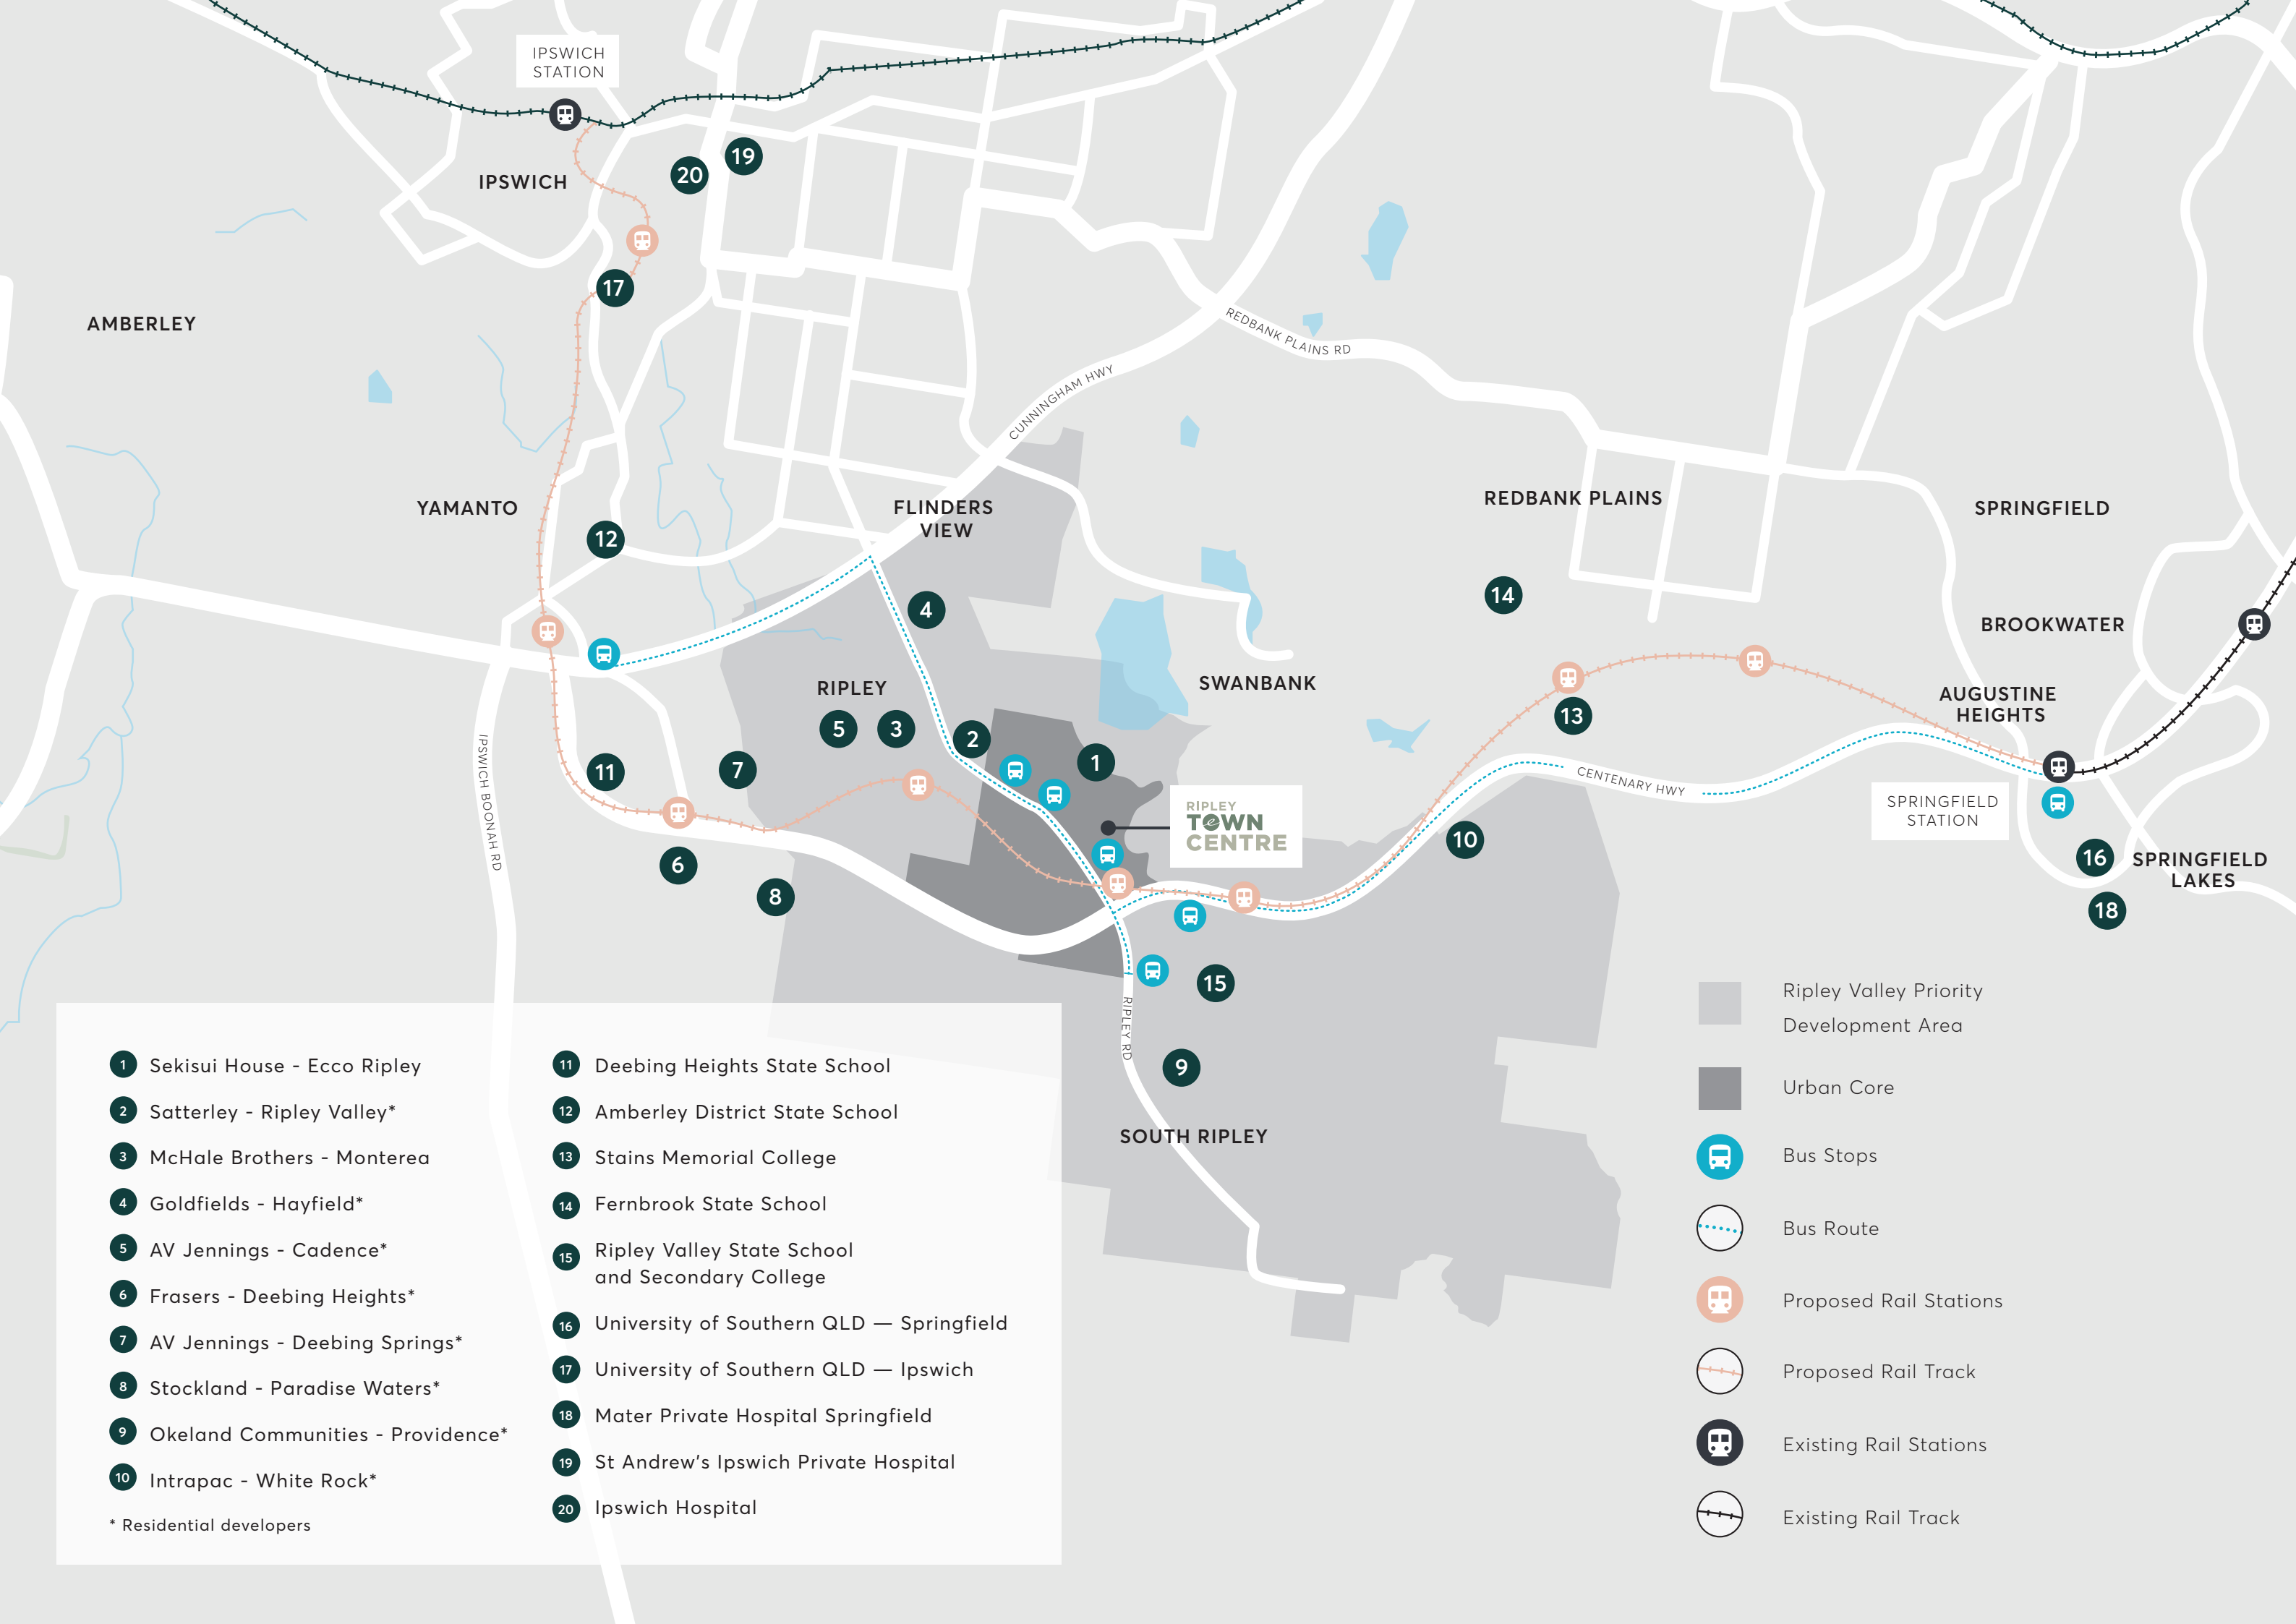 IPSWICH
STATION
IPSWICH
20
19
17
AMBERLEY
REDBANK PLAINS RD
CUNNINGHAM HWY
YAMANTO
12
FLINDERS
VIEW
REDBANK PLAINS
SPRINGFIELD
4
14
BROOKWATER
RIPLEY
SWANBANK
AUGUSTINE
HEIGHTS
5
3
2
1
13
11
7
CENTENARY HWY
IPSWICH BOONAH RD
RIPLEY
TOWN
CENTRE
SPRINGFIELD
STATION
10
6
8
16
SPRINGFIELD
LAKES
18
15
RIPLEY RD
9
SOUTH RIPLEY
1 Sekisui House - Ecco Ripley
2 Satterley - Ripley Valley*
3 McHale Brothers - Monterea
4 Goldfields - Hayfield*
5 AV Jennings - Cadence*
6 Frasers - Deebing Heights*
7 AV Jennings - Deebing Springs*
8 Stockland - Paradise Waters*
9 Okeland Communities - Providence*
10 Intrapac - White Rock*
* Residential developers
11 Deebing Heights State School
12 Amberley District State School
13 Stains Memorial College
14 Fernbrook State School
15 Ripley Valley State School
and Secondary College
16 University of Southern QLD — Springfield
17 University of Southern QLD — Ipswich
18 Mater Private Hospital Springfield
19 St Andrew's Ipswich Private Hospital
20 Ipswich Hospital
Ripley Valley Priority
Development Area
Urban Core
Bus Stops
Bus Route
Proposed Rail Stations
Proposed Rail Track
Existing Rail Stations
Existing Rail Track